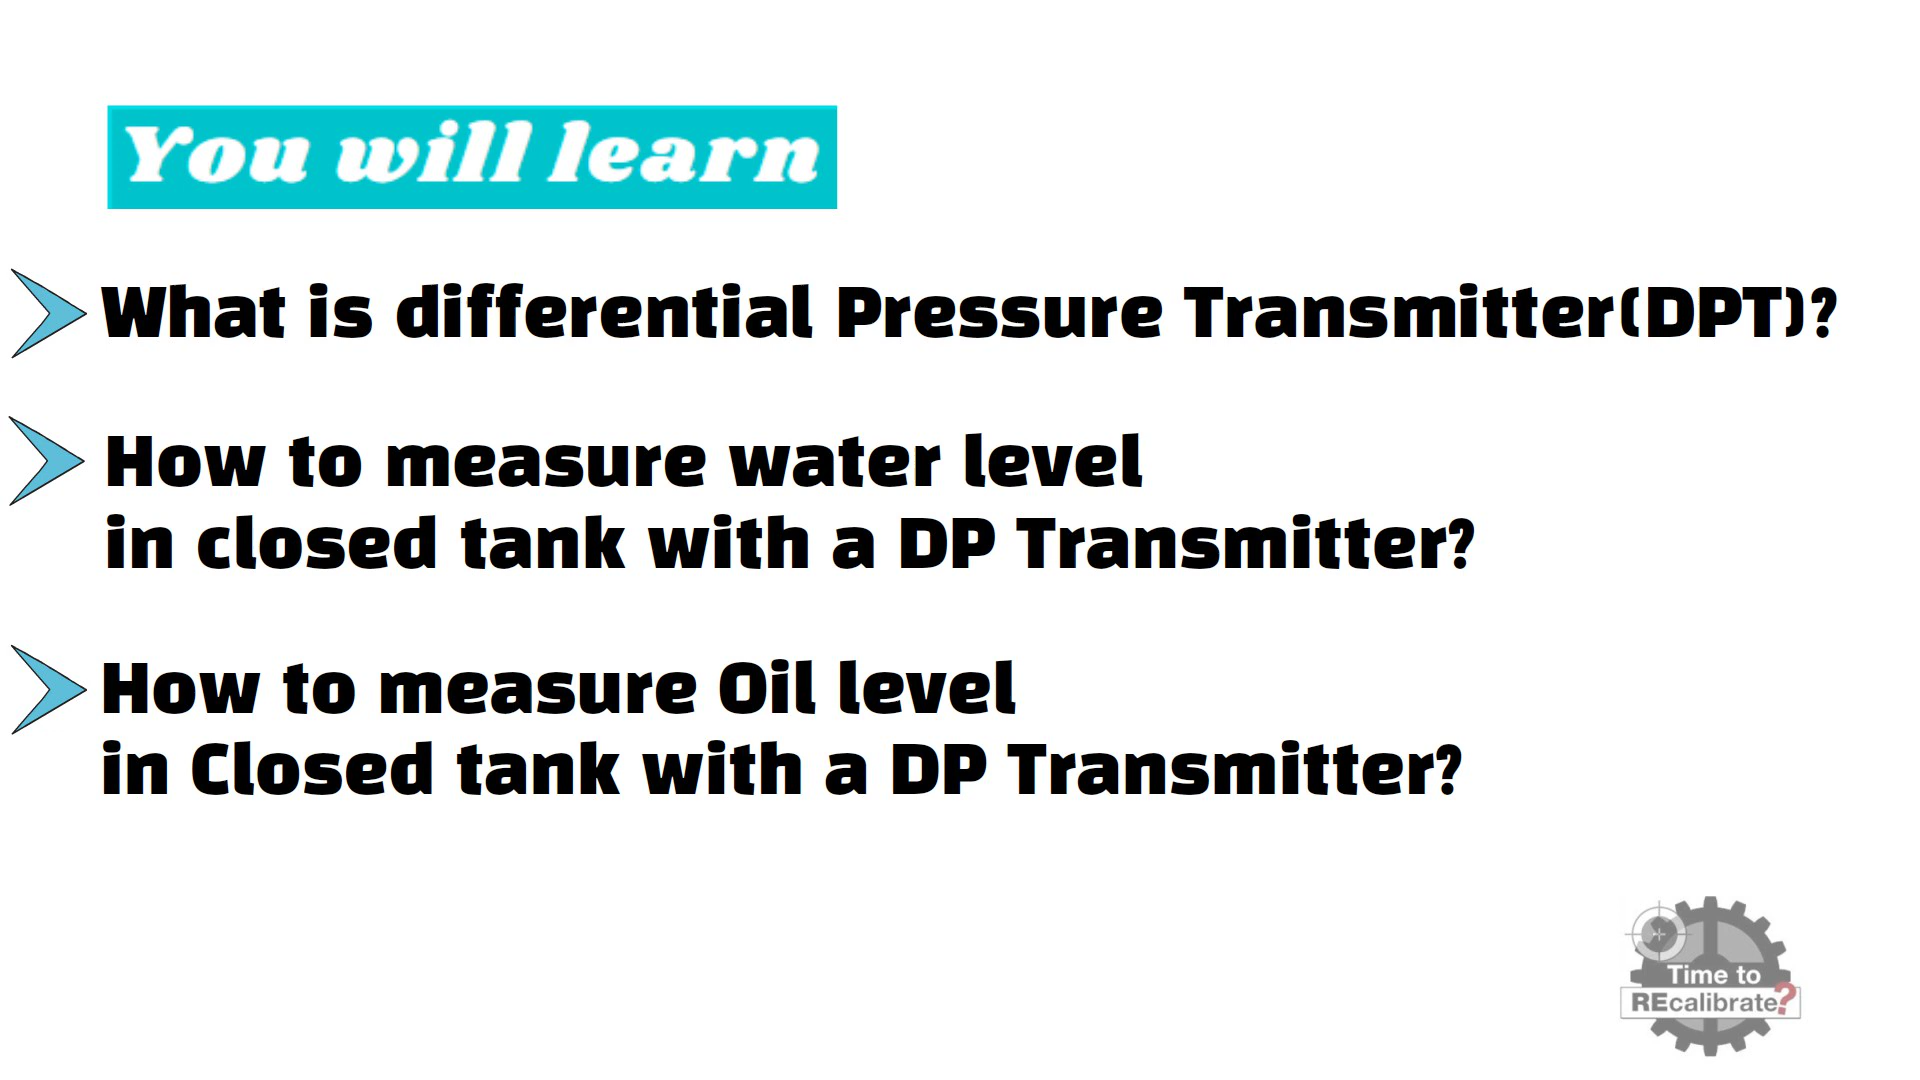 You will learn
What is differential Pressure Transmitter(DPT)?
How to measure water level
in closed tank with a DP Transmitter?
How to measure Oil level
in Closed tank with a DP Transmitter?
Time to
REcalibrate?